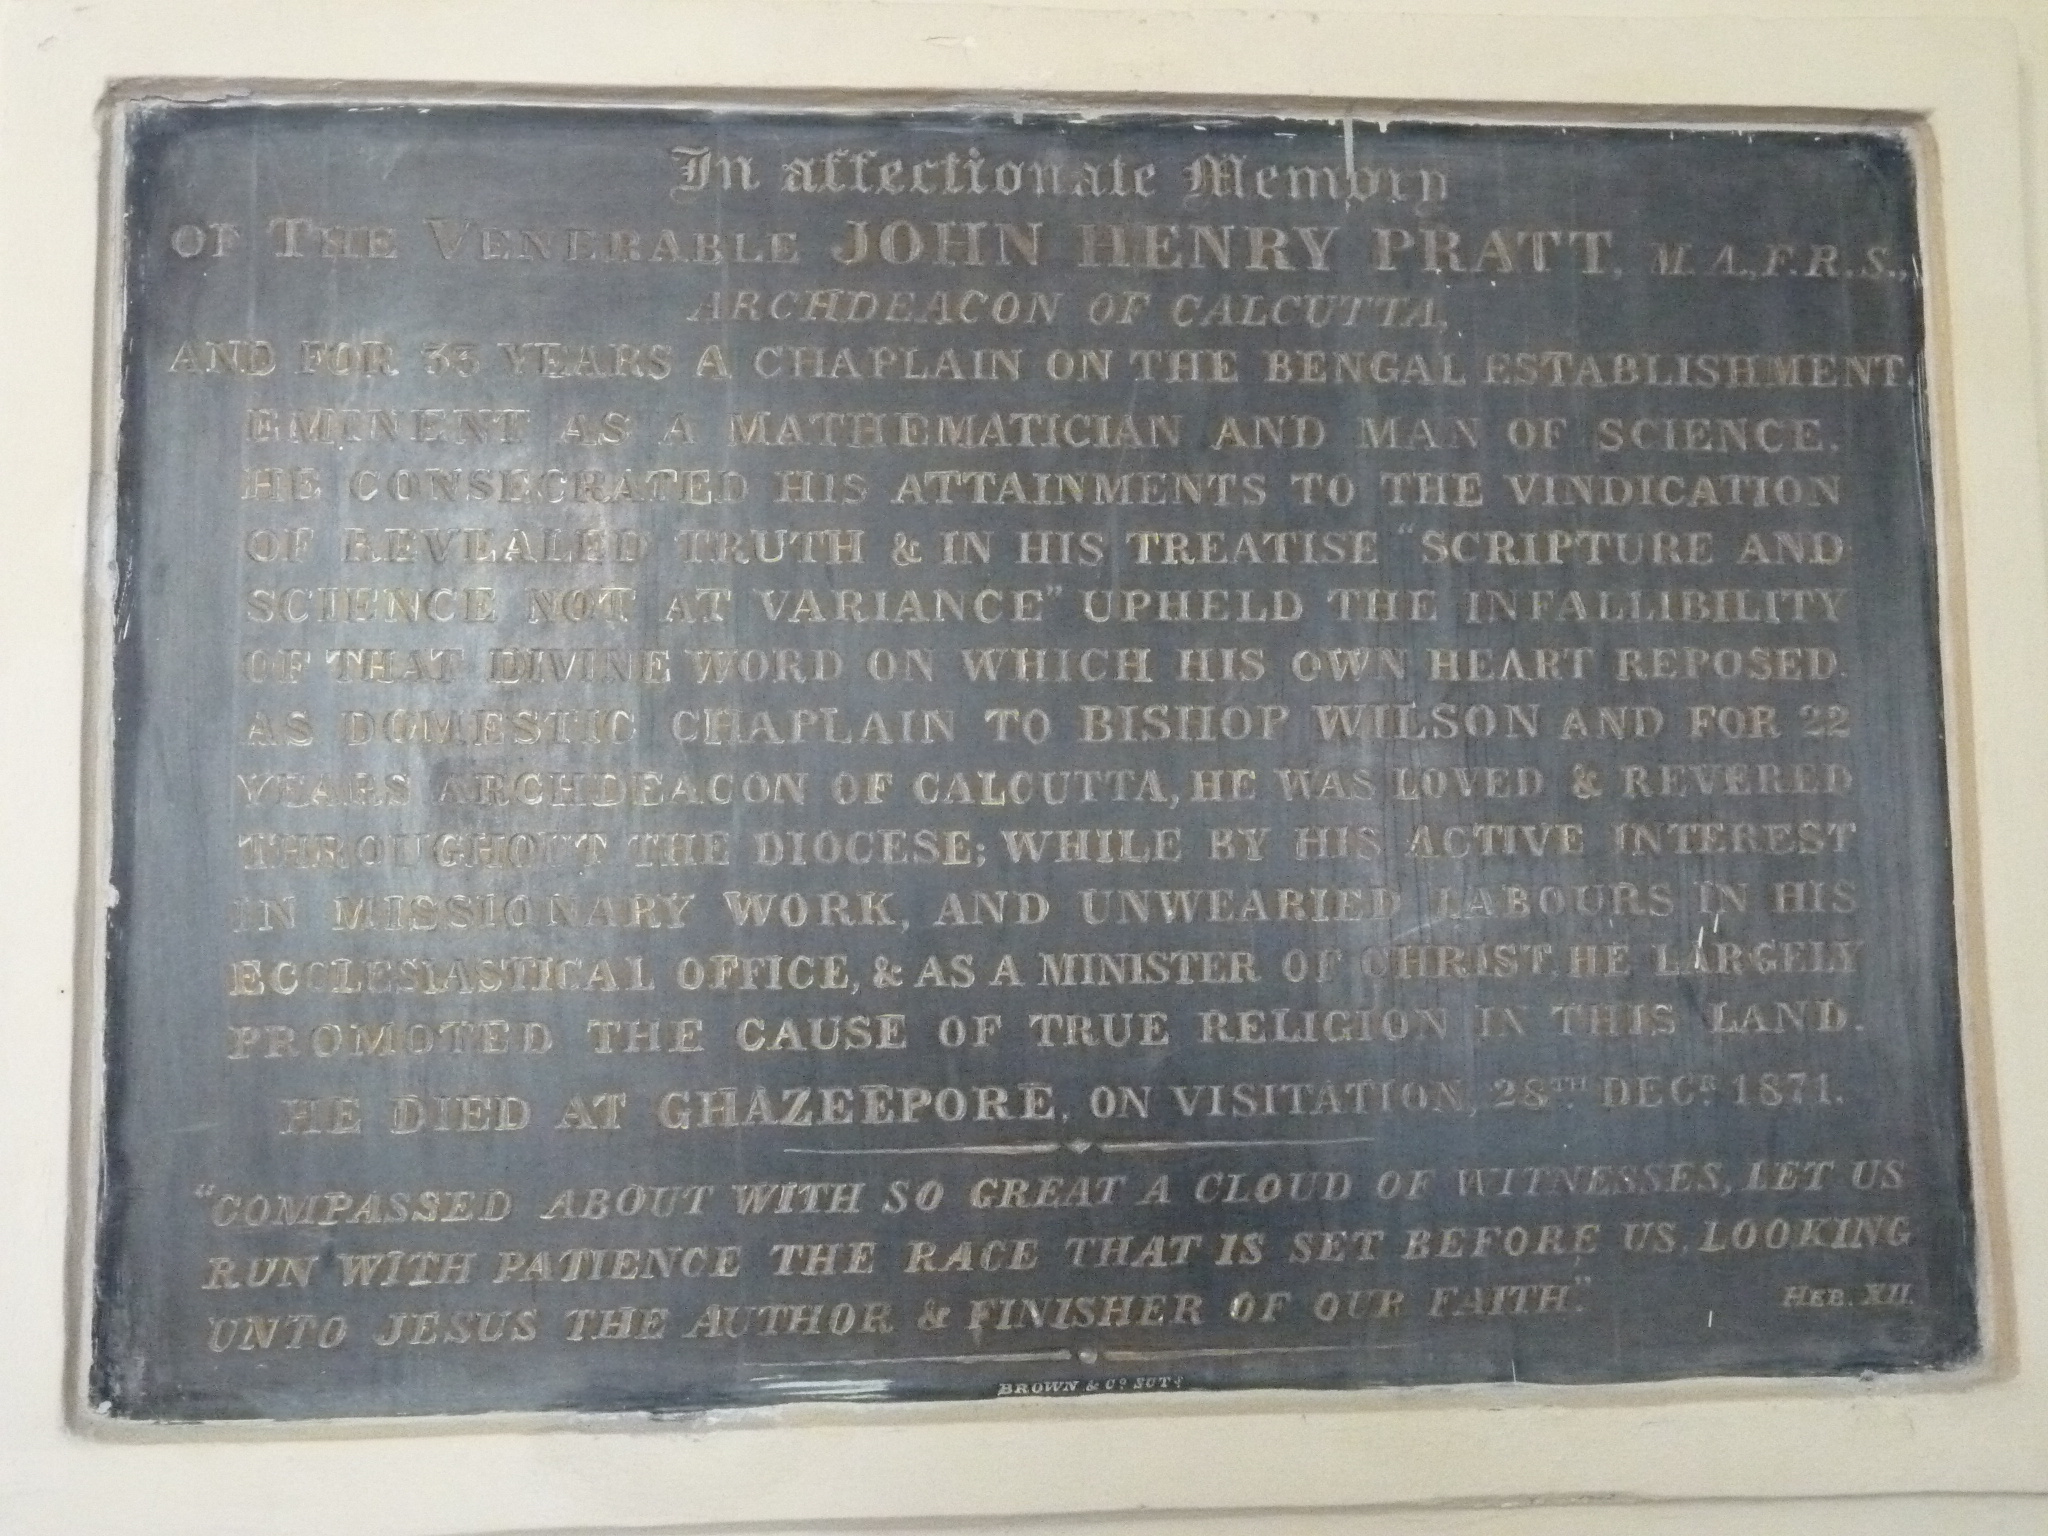 In affectionate Memory
OF THE VENERABLE JOHN HENRY PRATT, M.A., F.R.S.,
ARCHDEACON OF CALCUTTA,
AND FOR 33 YEARS A CHAPLAIN ON THE BENGAL ESTABLISHMENT.
EMINENT AS A MATHEMATICIAN AND MAN OF SCIENCE.
HE CONSECRATED HIS ATTAINMENTS TO THE VINDICATION
OF REVEALED TRUTH & IN HIS TREATISE "SCRIPTURE AND
SCIENCE NOT AT VARIANCE" UPHELD THE INFALLIBILITY
OF THAT DIVINE WORD ON WHICH HIS OWN HEART REPOSED.
AS DOMESTIC CHAPLAIN TO BISHOP WILSON AND FOR 22
YEARS ARCHDEACON OF CALCUTTA, HE WAS LOVED & REVERED
THROUGHOUT THE DIOCESE; WHILE BY HIS ACTIVE INTEREST
IN MISSIONARY WORK, AND UNWEARIED LABOURS IN HIS
ECCLESIASTICAL OFFICE, & AS A MINISTER OF CHRIST HE LARGELY
PROMOTED THE CAUSE OF TRUE RELIGION IN THIS LAND.
HE DIED AT GHAZEEPORE, ON VISITATION, 28TH DECR 1871.
"COMPASSED ABOUT WITH SO GREAT A CLOUD OF WITNESSES, LET US
RUN WITH PATIENCE THE RACE THAT IS SET BEFORE US, LOOKING
UNTO JESUS THE AUTHOR & FINISHER OF OUR FAITH." HEB. XII.
BROWN & Co. SCT.